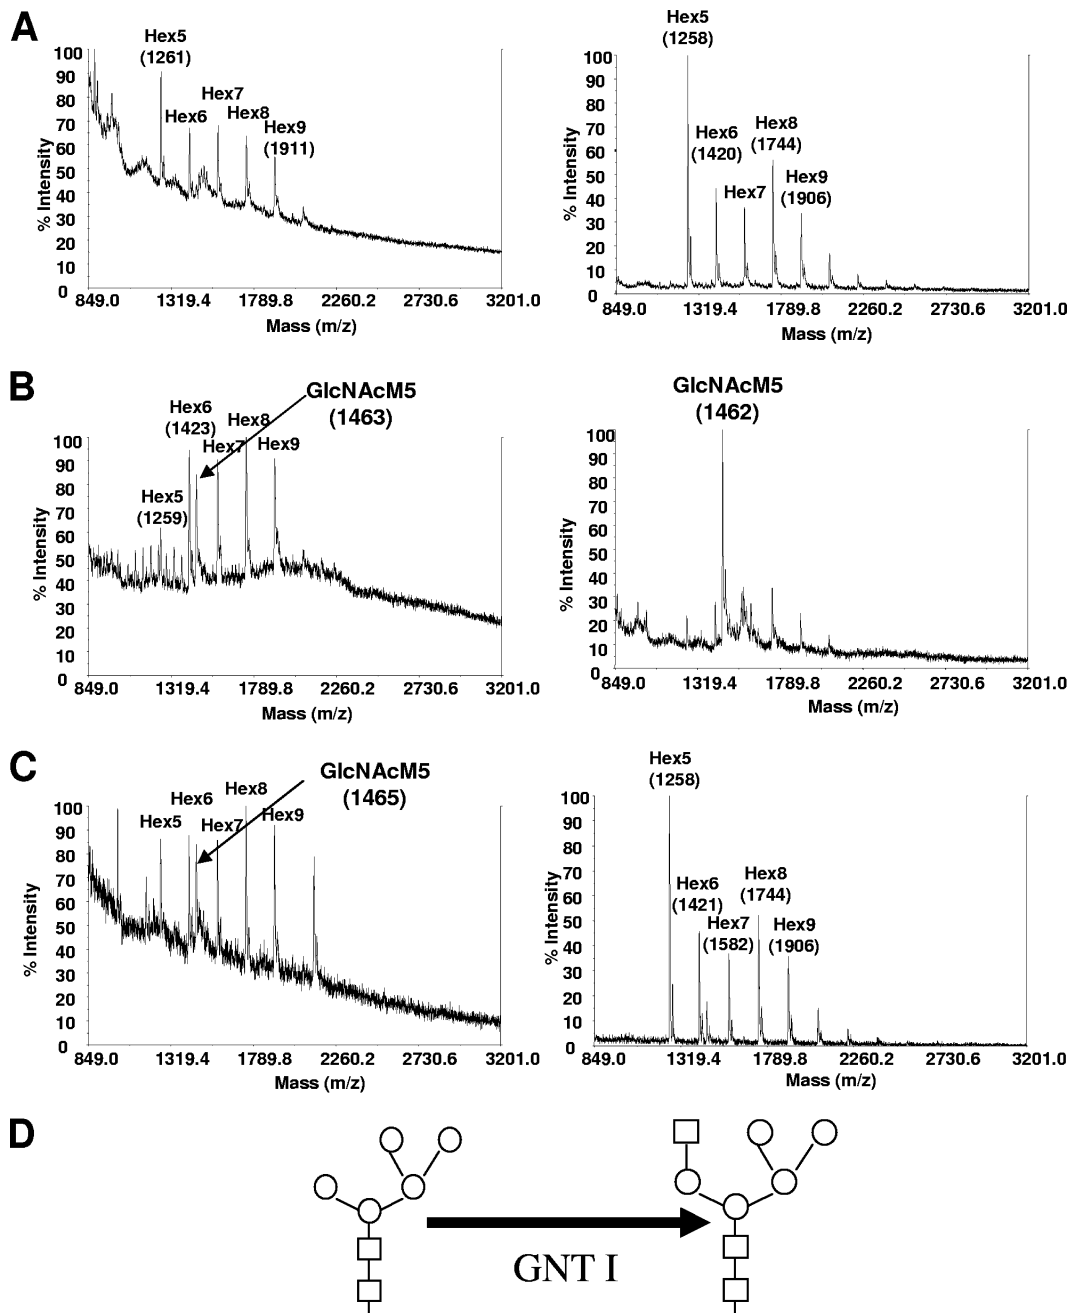 A
Hex5
(1261)
Hex6
Hex7
Hex8
Hex9
(1911)
% Intensity
100
90
80
70
60
50
40
30
20
10
0
849.0 1319.4 1789.8 2260.2 2730.6 3201.0
Mass (m/z)
Hex5
(1258)
Hex6
(1420)
Hex7
Hex8
(1744)
Hex9
(1906)
% Intensity
100
90
80
70
60
50
40
30
20
10
0
849.0 1319.4 1789.8 2260.2 2730.6 3201.0
Mass (m/z)
B
GlcNAcM5
(1463)
Hex6
(1423)
Hex7
Hex8
Hex9
Hex5
(1259)
% Intensity
100
90
80
70
60
50
40
30
20
10
0
849.0 1319.4 1789.8 2260.2 2730.6 3201.0
Mass (m/z)
GlcNAcM5
(1462)
% Intensity
100
90
80
70
60
50
40
30
20
10
0
849.0 1319.4 1789.8 2260.2 2730.6 3201.0
Mass (m/z)
C
GlcNAcM5
(1465)
Hex5
Hex6
Hex7
Hex8
Hex9
% Intensity
100
90
80
70
60
50
40
30
20
10
0
849.0 1319.4 1789.8 2260.2 2730.6 3201.0
Mass (m/z)
Hex5
(1258)
Hex6
(1421)
Hex7
(1582)
Hex8
(1744)
Hex9
(1906)
% Intensity
100
90
80
70
60
50
40
30
20
10
0
849.0 1319.4 1789.8 2260.2 2730.6 3201.0
Mass (m/z)
D
GNT I